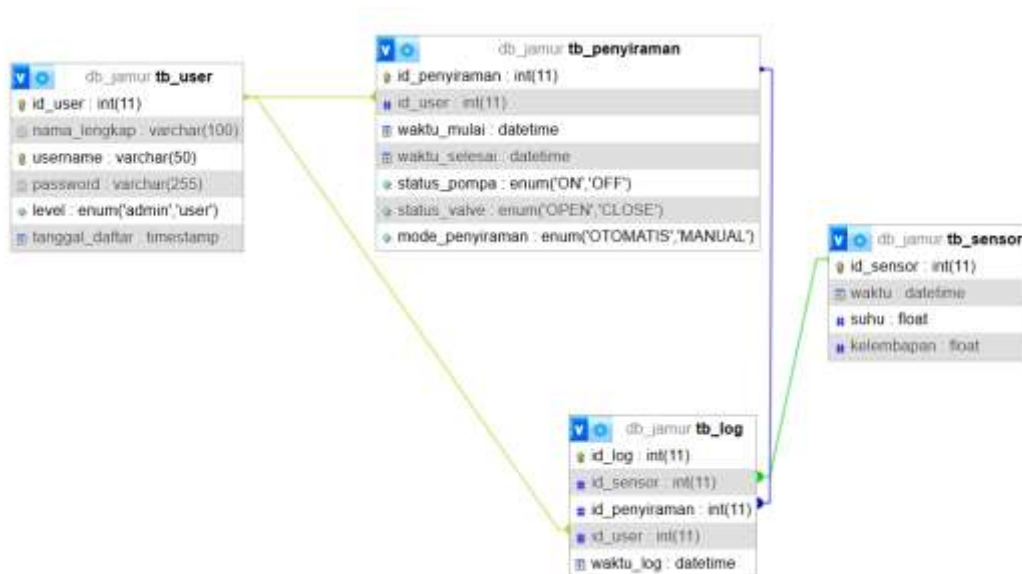 db_jamur tb_user
id_user : int(11)
nama_lengkap : varchar(100)
username : varchar(50)
password : varchar(255)
level : enum('admin','user')
tanggal_daftar : timestamp
db_jamur tb_penyiraman
id_penyiraman : int(11)
id_user : int(11)
waktu_mulai : datetime
waktu_selesai : datetime
status_pompa : enum('ON','OFF')
status_valve : enum('OPEN','CLOSE')
mode_penyiraman : enum('OTOMATIS','MANUAL')
db_jamur tb_sensor
id_sensor : int(11)
waktu : datetime
suhu : float
kelembapan : float
db_jamur tb_log
id_log : int(11)
id_sensor : int(11)
id_penyiraman : int(11)
id_user : int(11)
waktu_log : datetime